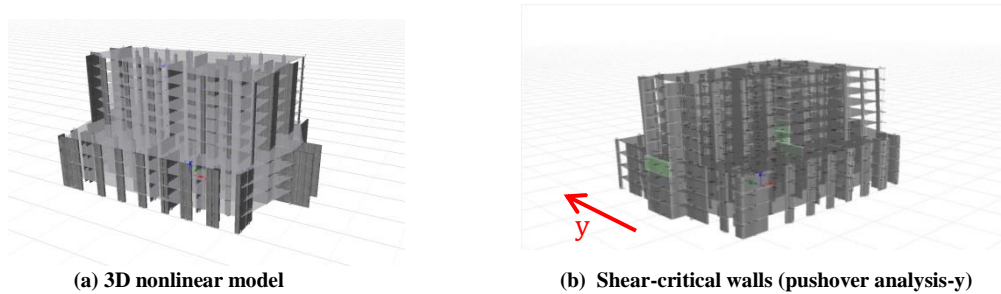 y
(a) 3D nonlinear model
(b) Shear-critical walls (pushover analysis-y)